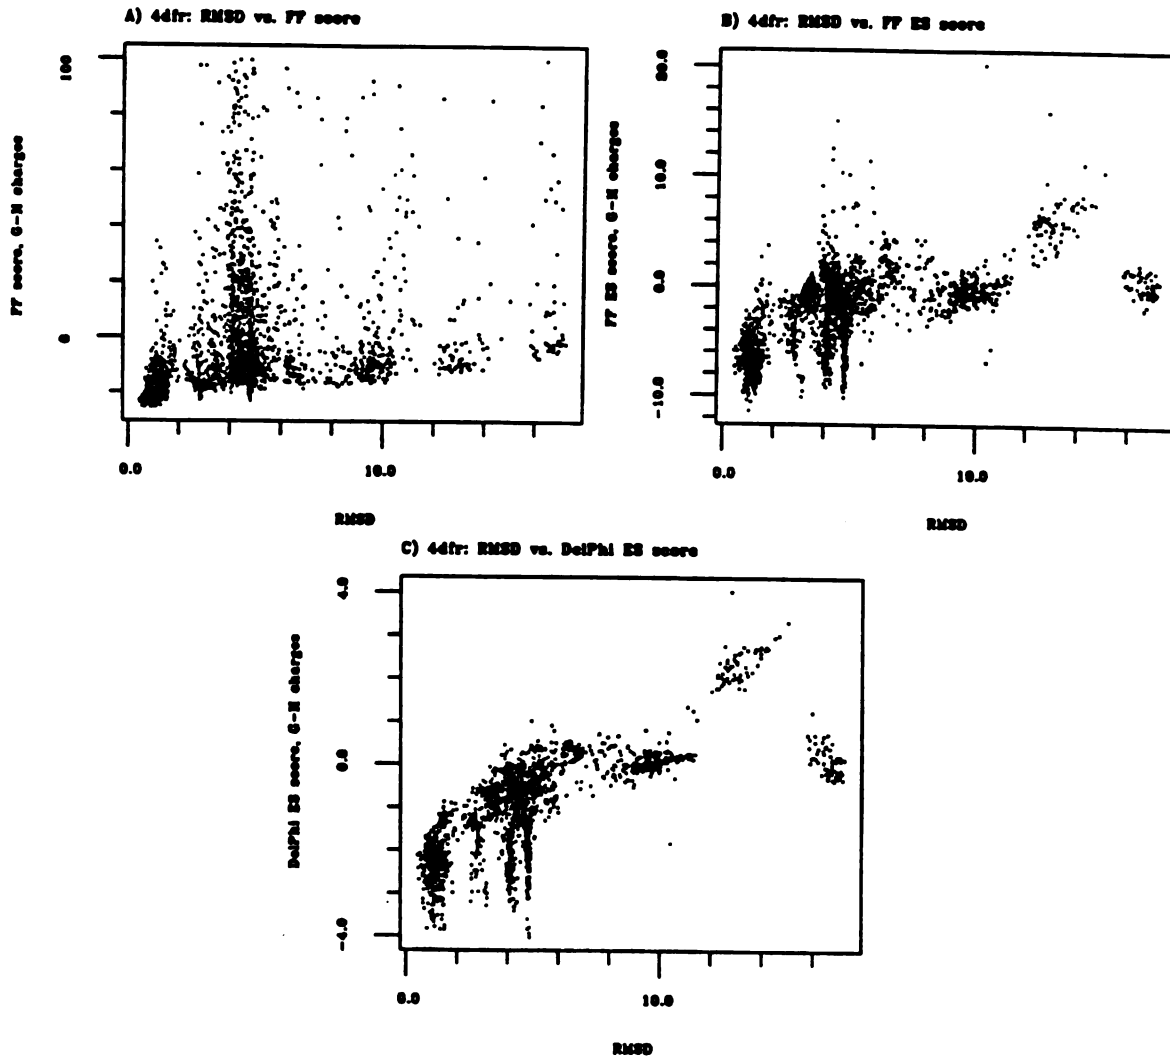 A) 4dfr: RMSD vs. FF score
100
0
FF score, G-H charges
0.0
10.0
RMSD
B) 4dfr: RMSD vs. FF ES score
20.0
10.0
0.0
-10.0
FF ES score, G-H charges
0.0
10.0
RMSD
C) 4dfr: RMSD vs. DelPhi ES score
4.0
0.0
-4.0
DelPhi ES score, G-H charges
0.0
10.0
RMSD